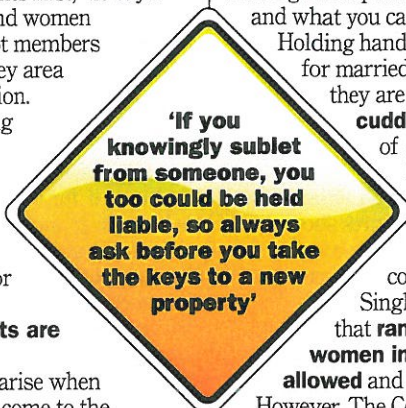 nd women
t members
ey area
ion.
g
or
ts are
arise when
come to the
‘If you
knowingly sublet
from someone, you
too could be held
liable, so always
ask before you take
the keys to a new
property’
and what you ca
Holding hand
for married
they are
cudd
of
co
Singl
that ran
women in
allowed and
However, The C